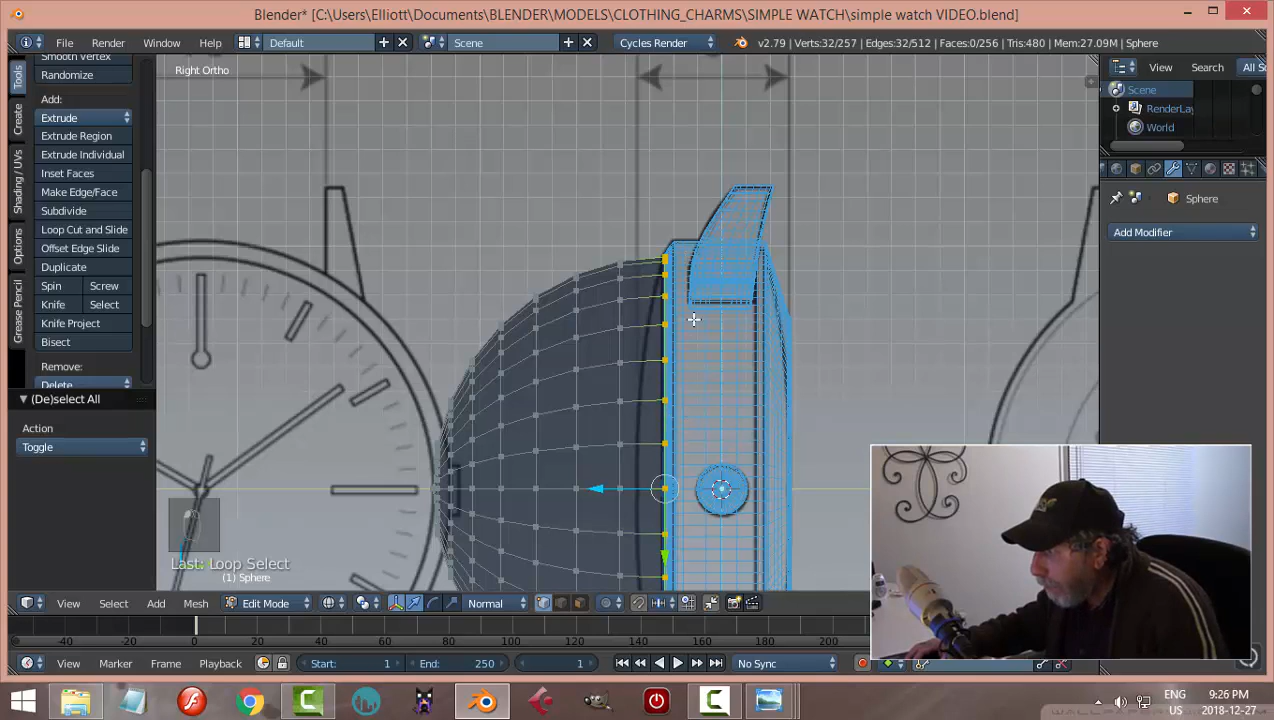 Blender* [C:\Users\Elliott\Documents\BLENDER\MODELS\CLOTHING_CHARMS\SIMPLE WATCH\simple watch VIDEO.blend]
File Render Window Help Default Scene Cycles Render v2.79 | Verts:32/257 | Edges:32/512 | Faces:0/256 | Tris:480 | Mem:27.09M | Sphere
View Search All Sc
Scene
RenderLay
World
Sphere
Add Modifier
Tools
Create
Shading / UVs
Options
Grease Pencil
Smooth Vertex
Randomize
Add:
Extrude
Extrude Region
Extrude Individual
Inset Faces
Make Edge/Face
Subdivide
Loop Cut and Slide
Offset Edge Slide
Duplicate
Spin Screw
Knife Select
Knife Project
Bisect
Remove:
Delete
(De)select All
Action
Toggle
Right Ortho
Last: Loop Select
(1) Sphere
View Select Add Mesh Edit Mode Normal
-40 -20 0 20 40 60 80 100 120 140 160 180 200
View Marker Frame Playback Start: 1 End: 250 1 No Sync
ENG
US
9:26 PM
2018-12-27